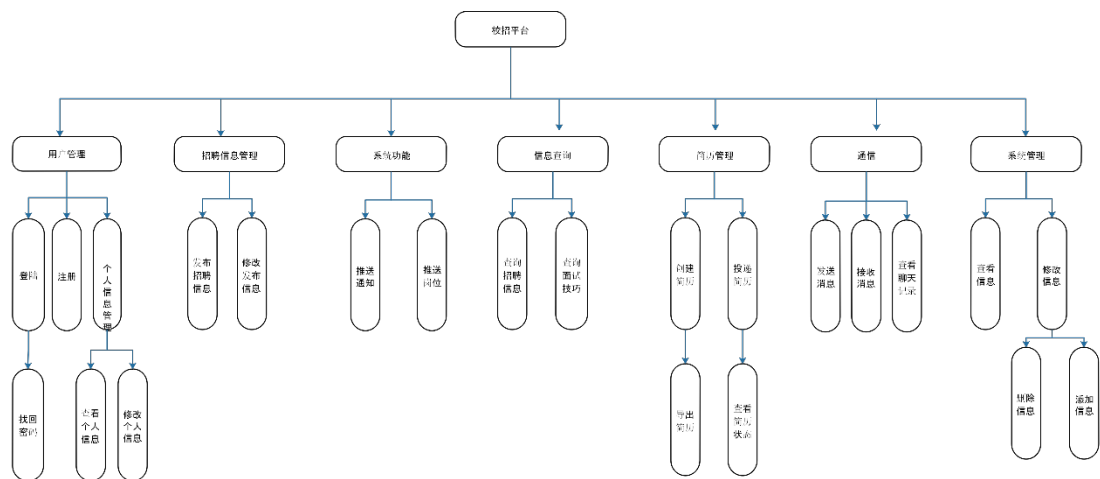 校招平台
用户管理
招聘信息管理
系统功能
信息查询
简历管理
通信
系统管理
登陆
注册
个
人
信
息
管
理
发布
招聘
信息
修改
发布
信息
推送
通知
推送
岗位
查询
招聘
信息
查询
面试
技巧
创建
简历
投递
简历
发送
消息
接收
消息
查看
聊天
记录
查看
信息
修改
信息
找回
密码
查看
个人
信息
修改
个人
信息
导出
简历
查看
简历
状态
删除
信息
添加
信息